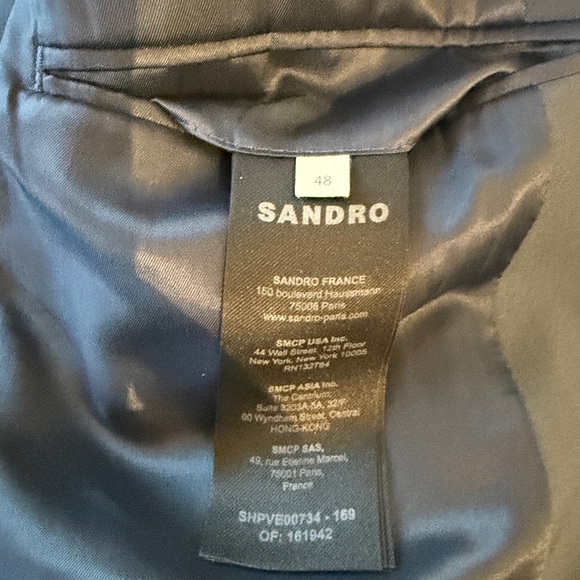 48
SANDRO
SANDRO FRANCE
150 boulevard Haussmann
75008 Paris
www.sandro-paris.com
SMCP USA Inc.
44 Wall Street, 12th Floor
New York, New York 10005
RN132784
SMCP ASIA Inc.
The Centrium,
Suite 3203A-5A, 32/F
60 Wyndham Street, Central
HONG-KONG
SMCP SAS,
49, rue Etienne Marcel,
75001 Paris,
France
SHPVE00734 - 169
OF: 161942